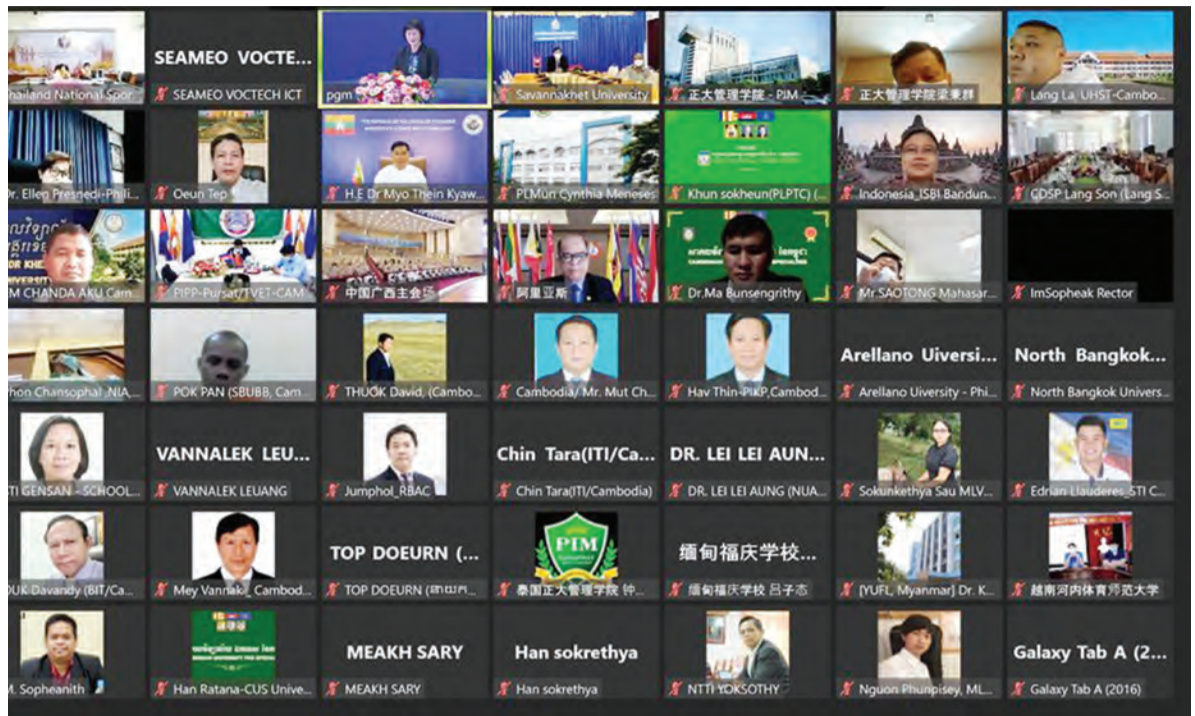 hailand National Spor...
SEAMEO VOCTE...
SEAMEO VOCTECH ICT
pgm
Savannakhet University
正大管理学院 - PIM
正大管理学院梁秉群
Lang La, UHST-Cambo...
Dr. Ellen Presnedi-Phili...
Oeun Tep
H.E Dr Myo Thein Kyaw...
PLMun Cynthia Meneses
Khun sokheun(PLPTC) (...
Indonesia_ISBI Bandun...
CDSP Lang Son (Lang S...
M CHANDA AKU Cam...
PIPP-Pursat/TVET-CAM
中国广西主会场
阿里亚斯
Dr.Ma Bunsengrithy
Mr.SAOTONG Mahasar...
ImSopheak Rector
hon Chansophal ,NIA,...
POK PAN (SBUBB, Cam...
THUOK David, (Cambo...
Cambodia/ Mr. Mut Ch...
Hav Thin-PIKP,Cambod...
Arellano Uiversi...
Arellano Uiversity - Phi...
North Bangkok...
North Bangkok Univers...
TI GENSAN - SCHOOL...
VANNALEK LEU...
VANNALEK LEUANG
Jumphol_RBAC
Chin Tara(ITI/Ca...
Chin Tara(ITI/Cambodia)
DR. LEI LEI AUN...
DR. LEI LEI AUNG (NUA...
Sokunkethya Sau MLV...
Edrian Llauderes_STI C...
OUK Davandy (BIT/Ca...
Mey Vannak_ Cambod...
TOP DOEURN (...
TOP DOEURN (
PIM
泰国正大管理学院 钟...
缅甸福庆学校...
缅甸福庆学校 吕子态
[YUFL, Myanmar] Dr. K...
越南河内体育师范大学
M. Sopheanith
Han Ratana-CUS Unive...
MEAKH SARY
MEAKH SARY
Han sokrethya
Han sokrethya
NTTI YOKSOTHY
Nguon Phunpisey, ML...
Galaxy Tab A (2...
Galaxy Tab A (2016)